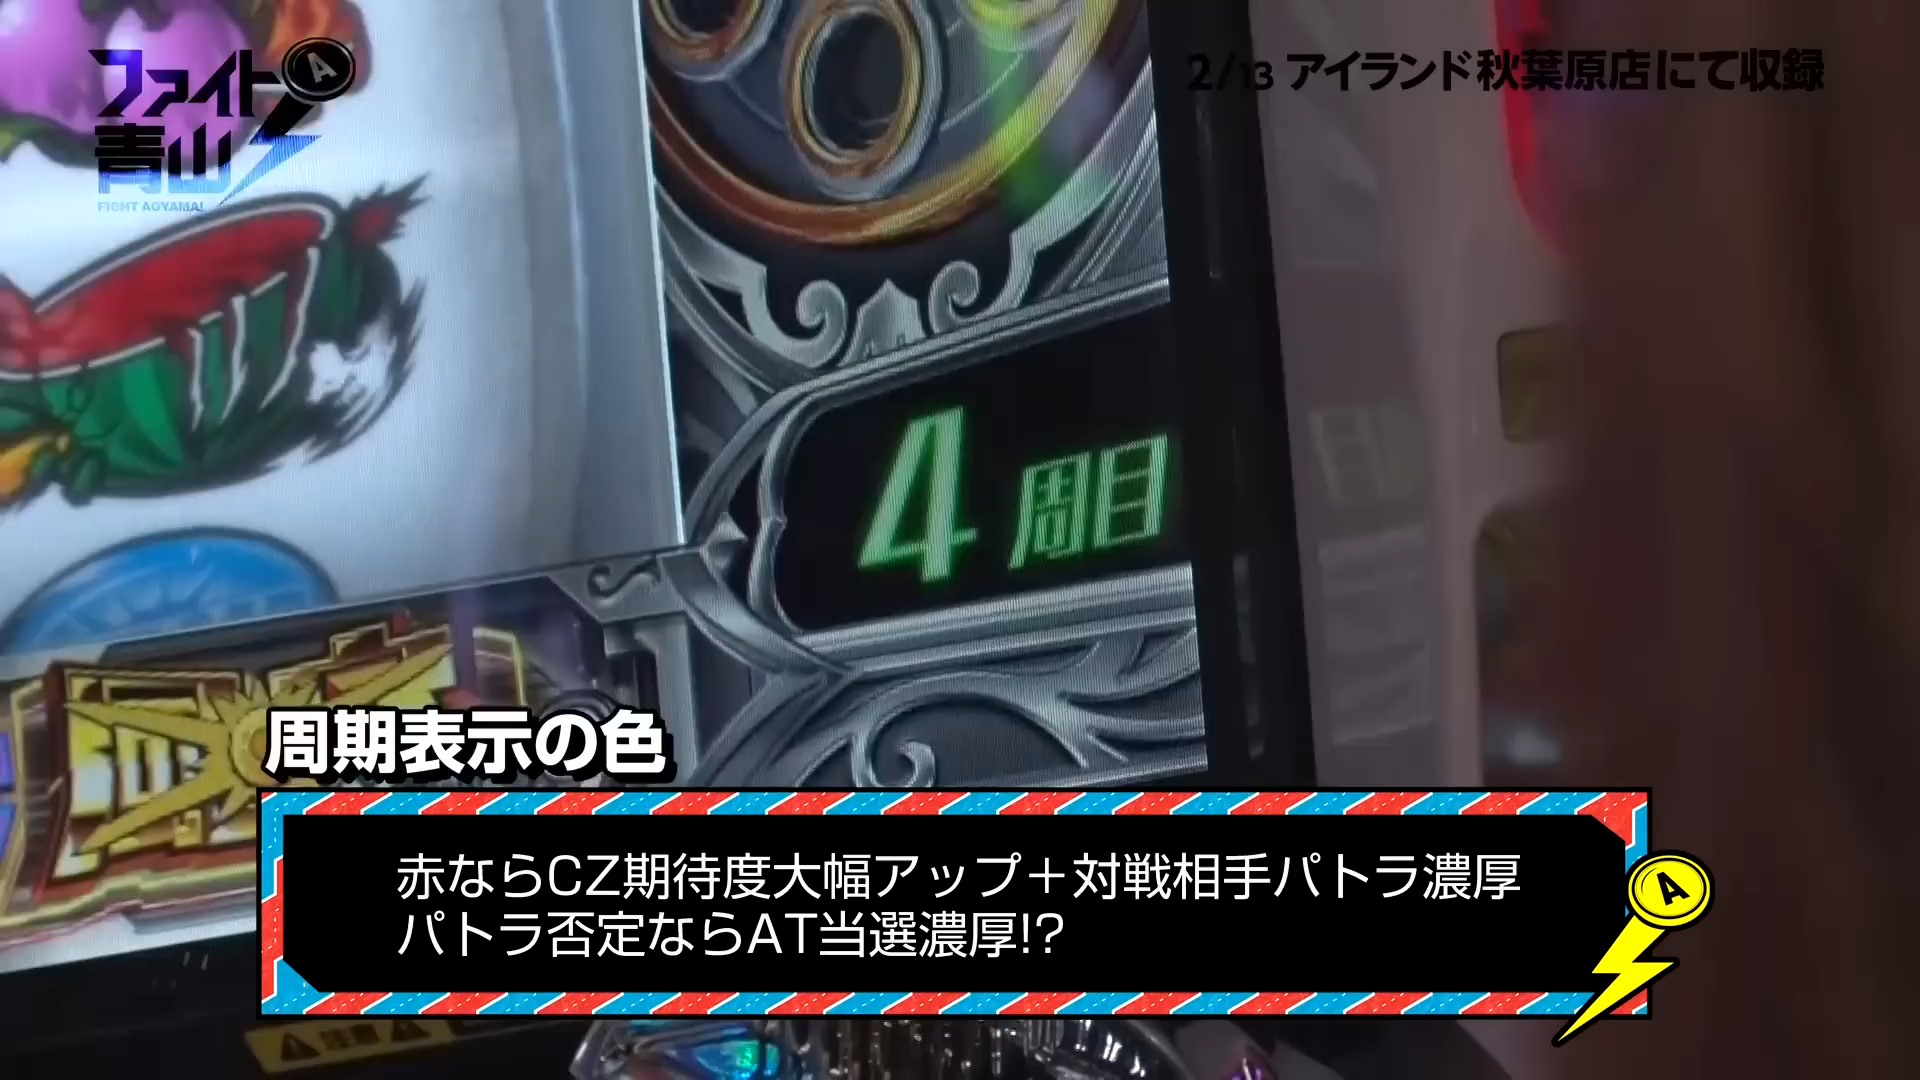 ファイト
青山
FIGHT AOYAMA!
A
2/13 アイランド秋葉原店にて収録
4周目
周期表示の色
赤ならCZ期待度大幅アップ＋対戦相手パトラ濃厚
パトラ否定ならAT当選濃厚!?
A
注意